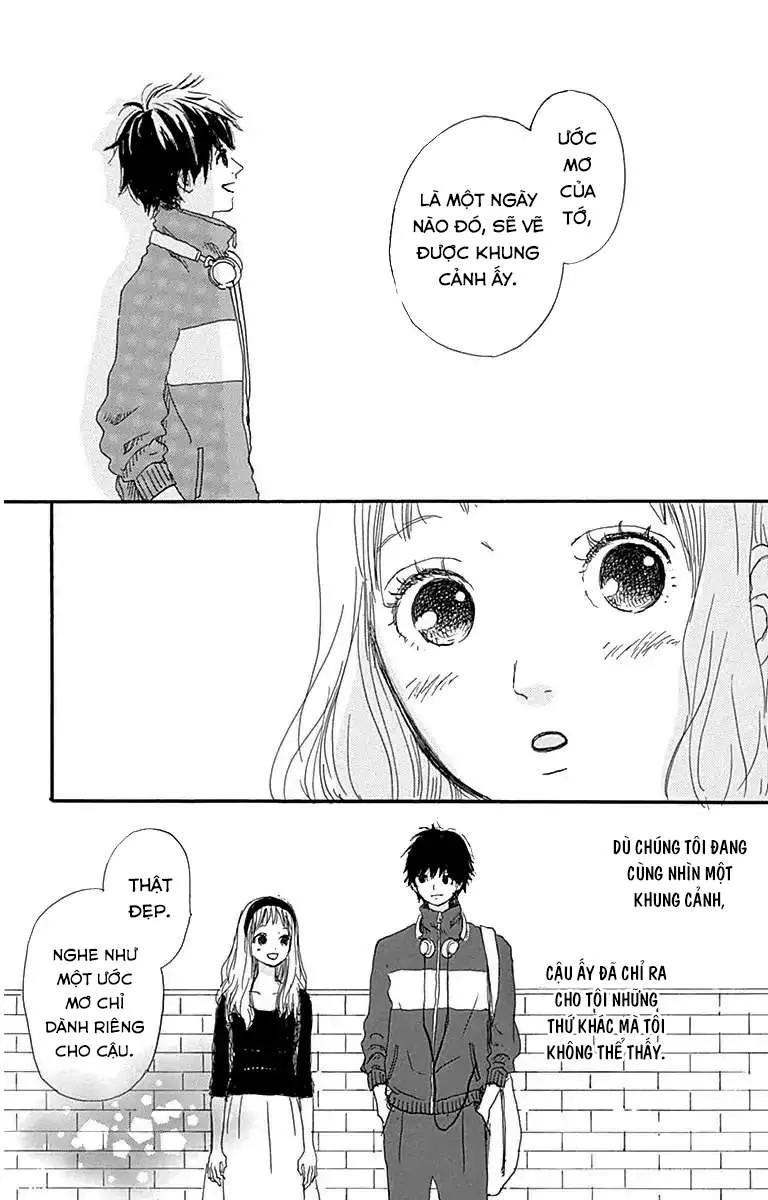 ƯỚC
MƠ
CỦA
TỚ,
LÀ MỘT NGÀY
NÀO ĐÓ, SẼ VẼ
ĐƯỢC KHUNG
CẢNH ẤY.
DÙ CHÚNG TÔI ĐANG
CÙNG NHÌN MỘT
KHUNG CẢNH,
CẬU ẤY ĐÃ CHỈ RA
CHO TÔI NHỮNG
THỨ KHÁC MÀ TÔI
KHÔNG THỂ THẤY.
THẬT
ĐẸP.
NGHE NHƯ
MỘT ƯỚC
MƠ CHỈ
DÀNH RIÊNG
CHO CẬU.